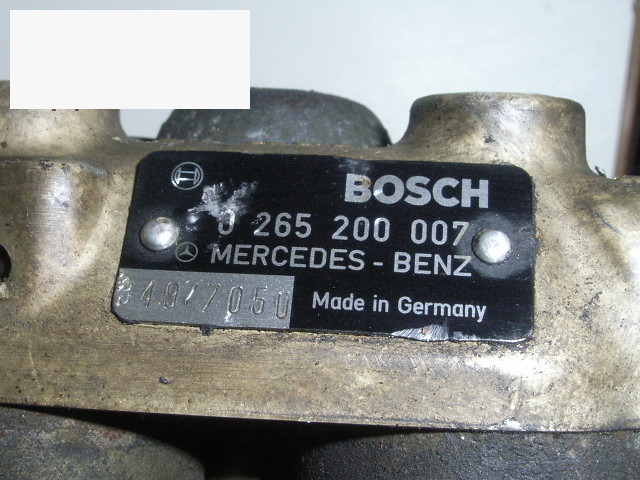 BOSCH
0 265 200 007
MERCEDES - BENZ
Made in Germany